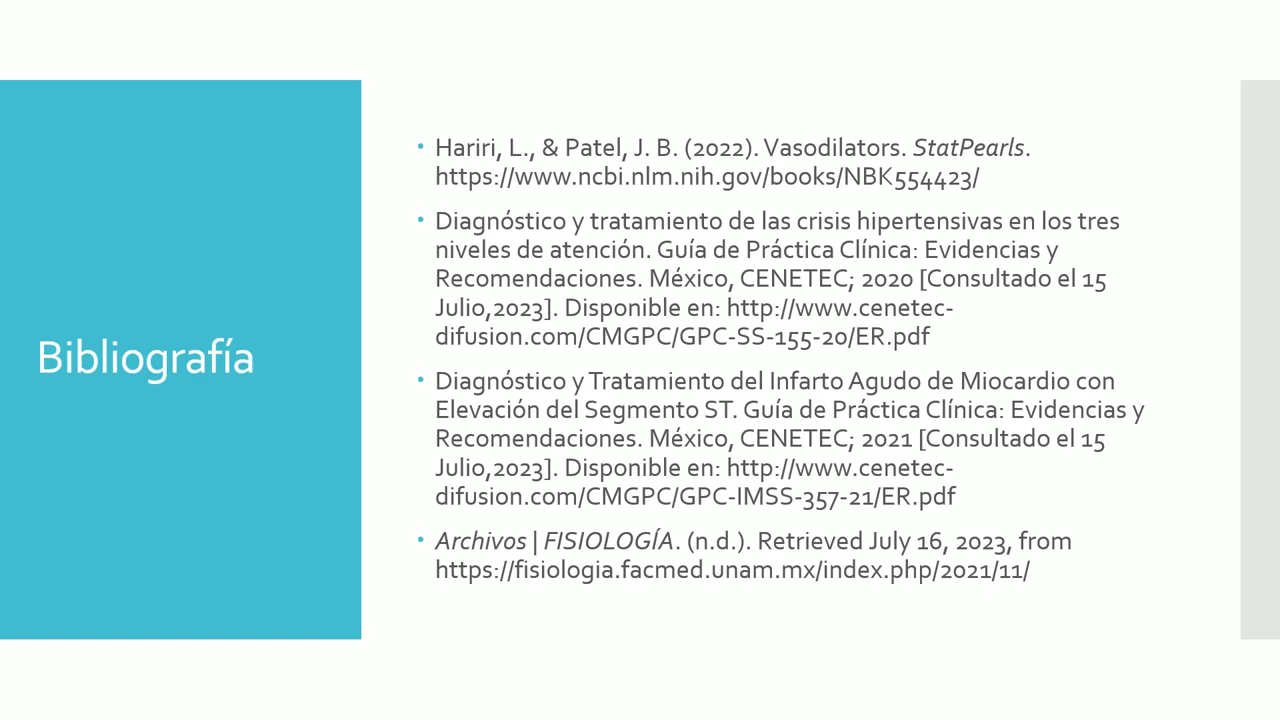 Bibliografía
Hariri, L., & Patel, J. B. (2022). Vasodilators. StatPearls.
https://www.ncbi.nlm.nih.gov/books/NBK554423/
Diagnóstico y tratamiento de las crisis hipertensivas en los tres
niveles de atención. Guía de Práctica Clínica: Evidencias y
Recomendaciones. México, CENETEC; 2020 [Consultado el 15
Julio,2023]. Disponible en: http://www.cenetec-
difusion.com/CMGPC/GPC-SS-155-20/ER.pdf
Diagnóstico y Tratamiento del Infarto Agudo de Miocardio con
Elevación del Segmento ST. Guía de Práctica Clínica: Evidencias y
Recomendaciones. México, CENETEC; 2021 [Consultado el 15
Julio,2023]. Disponible en: http://www.cenetec-
difusion.com/CMGPC/GPC-IMSS-357-21/ER.pdf
Archivos | FISIOLOGÍA. (n.d.). Retrieved July 16, 2023, from
https://fisiologia.facmed.unam.mx/index.php/2021/11/